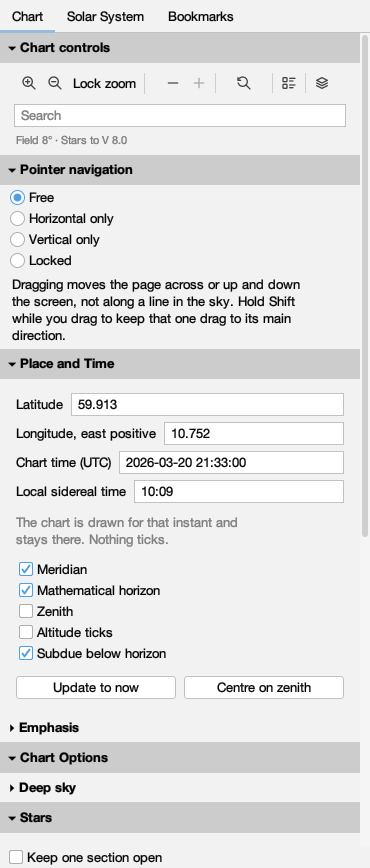 Chart Solar System Bookmarks
Chart controls
Lock zoom
Search
Field 8° · Stars to V 8.0
Pointer navigation
Free
Horizontal only
Vertical only
Locked
Dragging moves the page across or up and down
the screen, not along a line in the sky. Hold Shift
while you drag to keep that one drag to its main
direction.
Place and Time
Latitude 59.913
Longitude, east positive 10.752
Chart time (UTC) 2026-03-20 21:33:00
Local sidereal time 10:09
The chart is drawn for that instant and
stays there. Nothing ticks.
Meridian
Mathematical horizon
Zenith
Altitude ticks
Subdue below horizon
Update to now Centre on zenith
Emphasis
Chart Options
Deep sky
Stars
Keep one section open